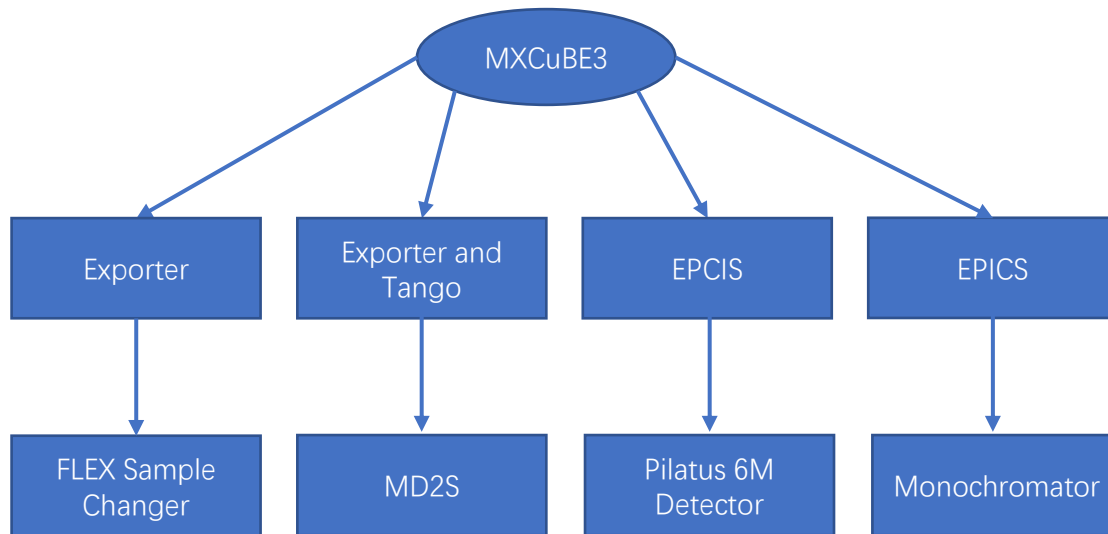 MXCuBE3
Exporter
Exporter and
Tango
EPCIS
EPICS
FLEX Sample
Changer
MD2S
Pilatus 6M
Detector
Monochromator